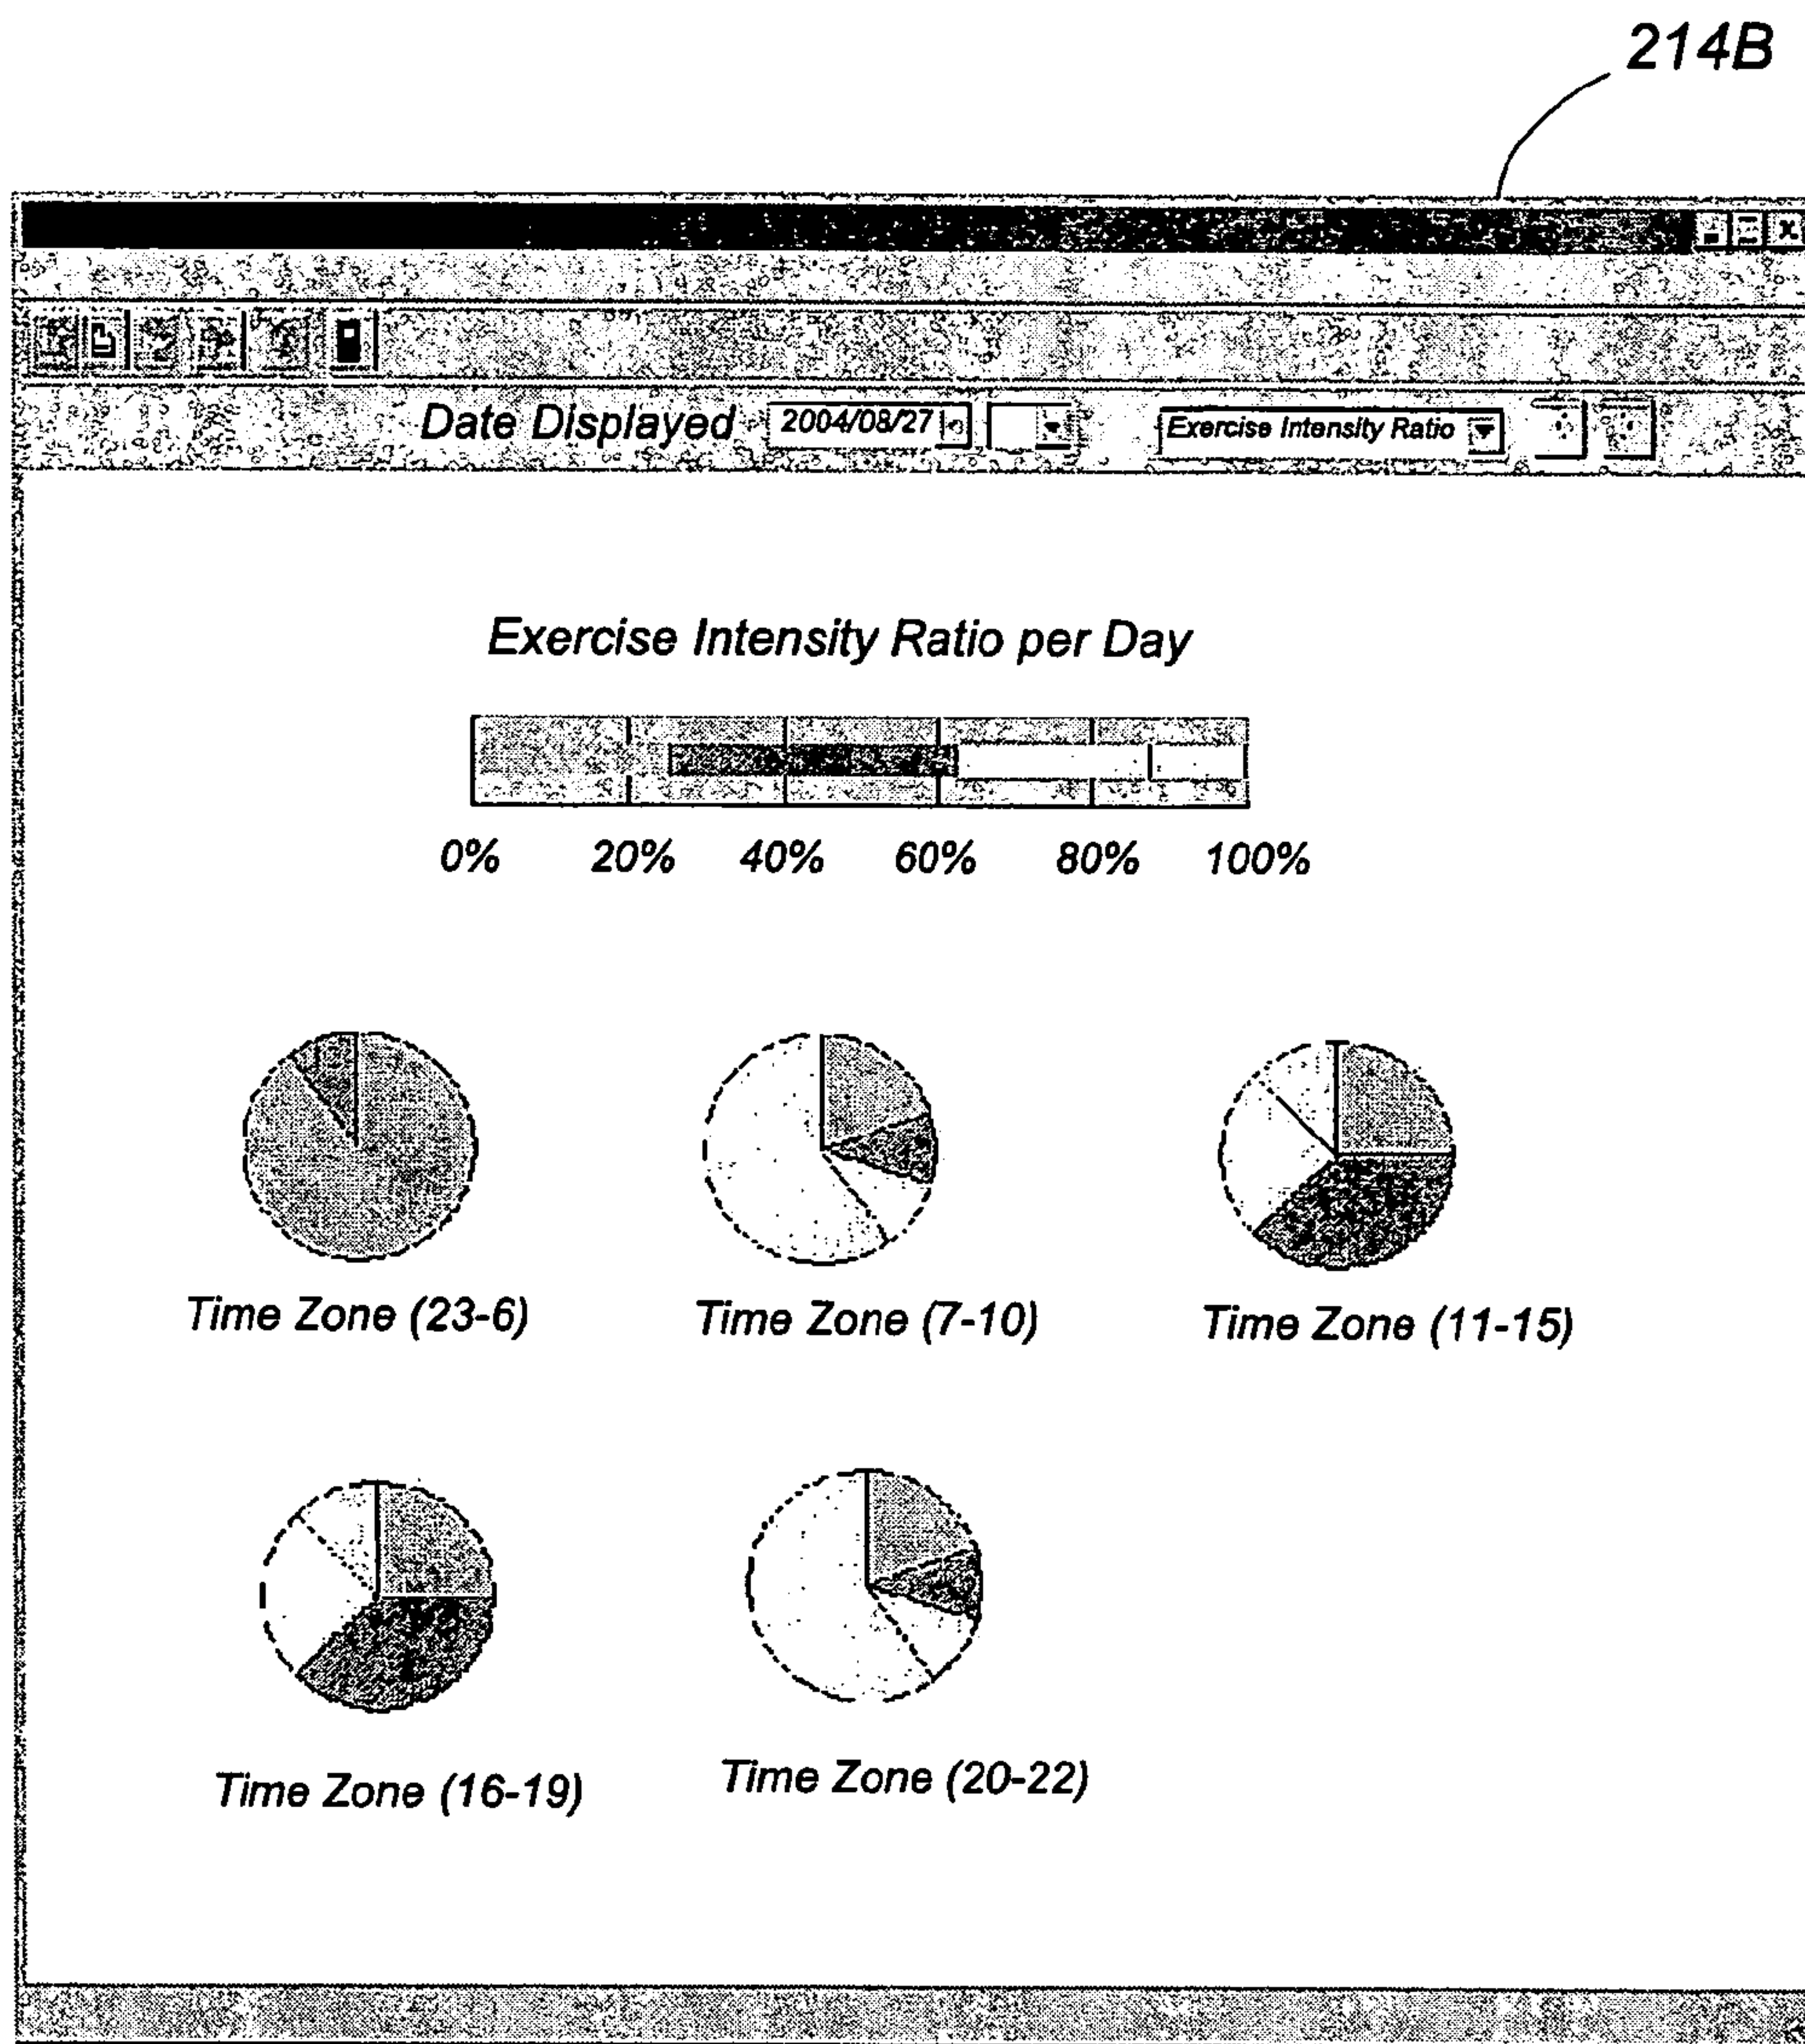 214B
Date Displayed 2004/08/27 Exercise Intensity Ratio
Exercise Intensity Ratio per Day
0% 20% 40% 60% 80% 100%
Time Zone (23-6) Time Zone (7-10) Time Zone (11-15)
Time Zone (16-19) Time Zone (20-22)